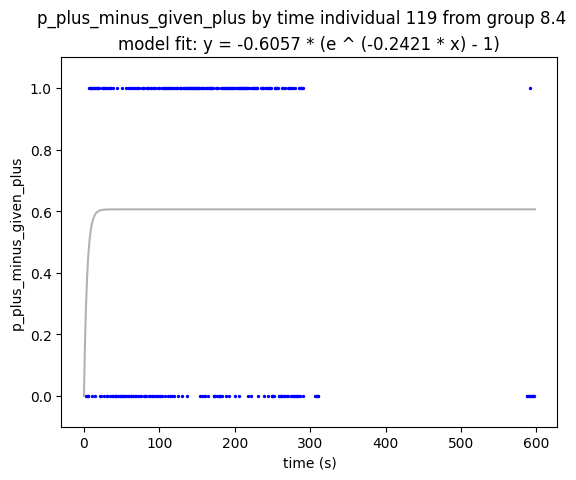 p_plus_minus_given_plus by time individual 119 from group 8.4
model fit: y = -0.6057 * (e ^ (-0.2421 * x) - 1)
1.0
0.8
0.6
0.4
0.2
0.0
p_plus_minus_given_plus
0 100 200 300 400 500 600
time (s)